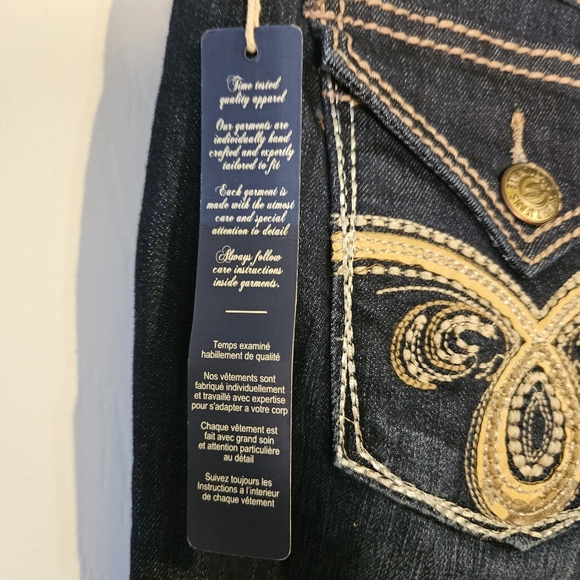 Time tested
quality apparel
Our garments are
individually hand
crafted and expertly
tailored to fit
Each garment is
made with the utmost
care and special
attention to detail
Always follow
care instructions
inside garments.
Temps examiné
habillement de qualité
Nos vêtements sont
fabriqué individuellement
et travaillé avec expertise
pour s'adapter a votre corp
Chaque vêtement est
fait avec grand soin
et attention particulière
au détail
Suivez toujours les
Instructions a l'interieur
de chaque vêtement